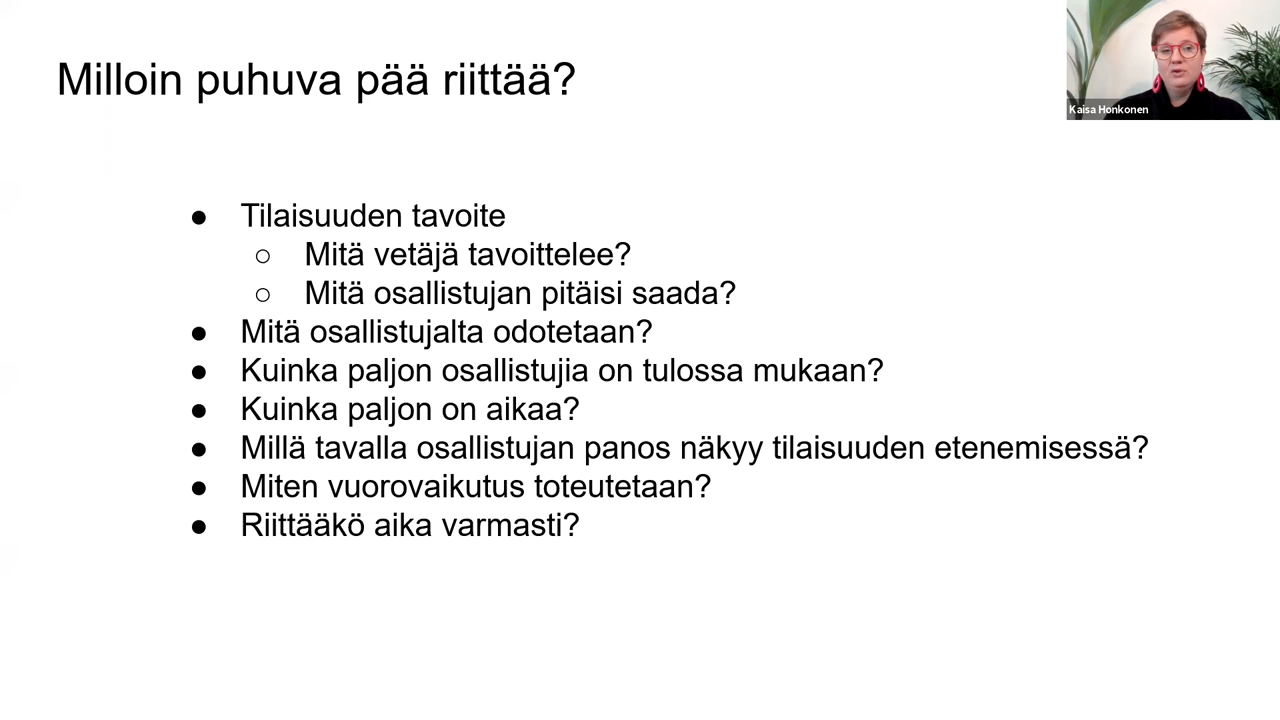 Milloin puhuva pää riittää?
Kaisa Honkonen
● Tilaisuuden tavoite
○ Mitä vetäjä tavoittelee?
○ Mitä osallistujan pitäisi saada?
● Mitä osallistujalta odotetaan?
● Kuinka paljon osallistujia on tulossa mukaan?
● Kuinka paljon on aikaa?
● Millä tavalla osallistujan panos näkyy tilaisuuden etenemisessä?
● Miten vuorovaikutus toteutetaan?
● Riittääkö aika varmasti?